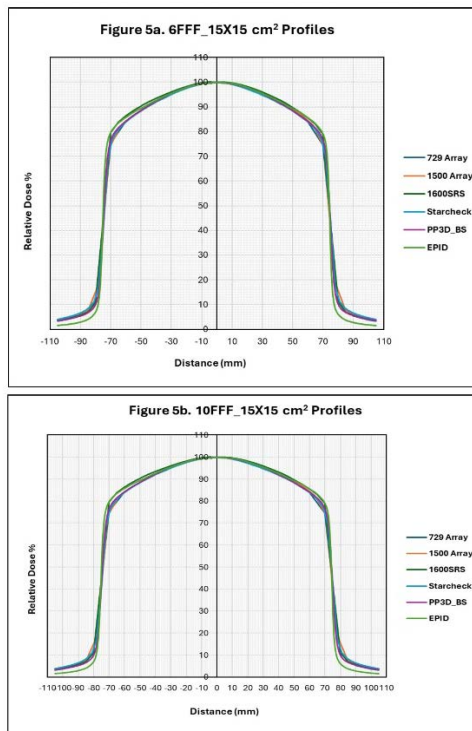 Figure 5a. 6FFF_15X15 cm² Profiles
110
100
90
80
70
60
50
40
30
20
10
0
-110 -90 -70 -50 -30 -10 10 30 50 70 90 110
Relative Dose %
Distance (mm)
729 Array
1500 Array
1600SRS
Starcheck
PP3D_BS
EPID
Figure 5b. 10FFF_15X15 cm² Profiles
110
100
90
80
70
60
50
40
30
20
10
0
-110-100 -90 -80 -70 -60 -50 -40 -30 -20 -10 0 10 20 30 40 50 60 70 80 90 100 110
Relative Dose %
Distance (mm)
729 Array
1500 Array
1600SRS
Starcheck
PP3D_BS
EPID